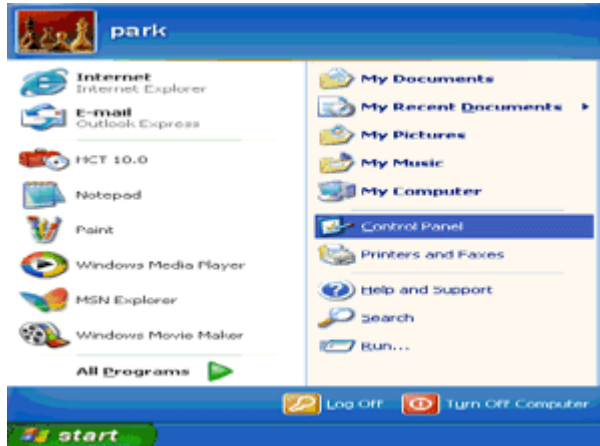 park
Internet
Internet Explorer
E-mail
Outlook Express
HCT 10.0
Notepad
Paint
Windows Media Player
MSN Explorer
Windows Movie Maker
All Programs
My Documents
My Recent Documents
My Pictures
My Music
My Computer
Control Panel
Printers and Faxes
Help and Support
Search
Run...
Log Off
Turn Off Computer
start